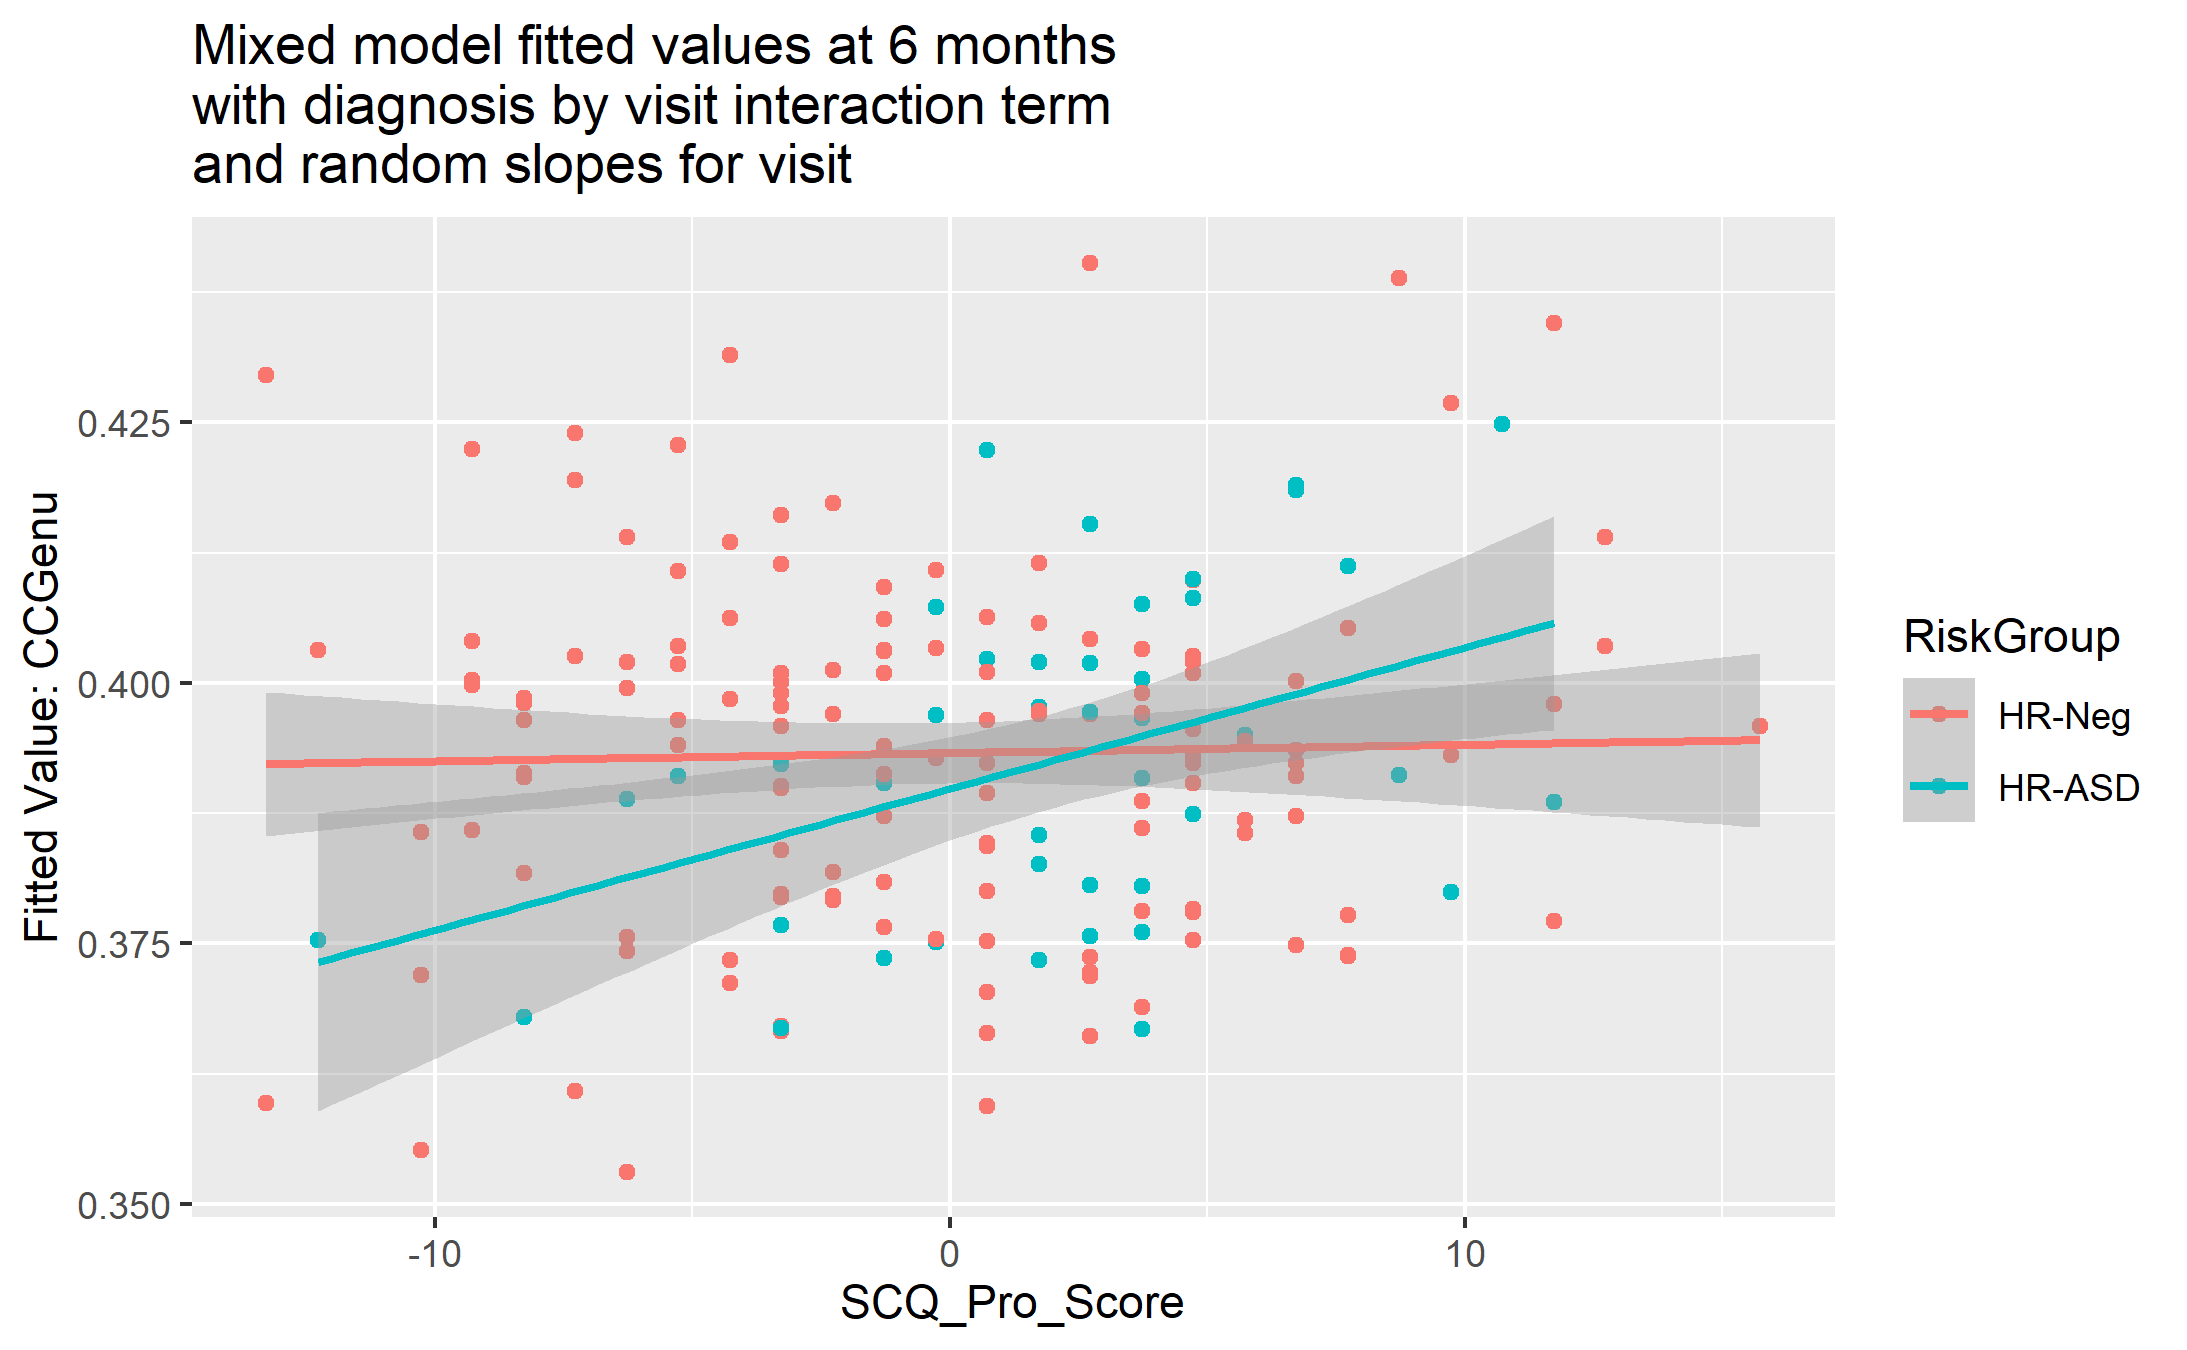 Mixed model fitted values at 6 months
with diagnosis by visit interaction term
and random slopes for visit
Fitted Value: CCGenu
0.425
0.400
0.375
0.350
-10
0
10
SCQ_Pro_Score
RiskGroup
HR-Neg
HR-ASD